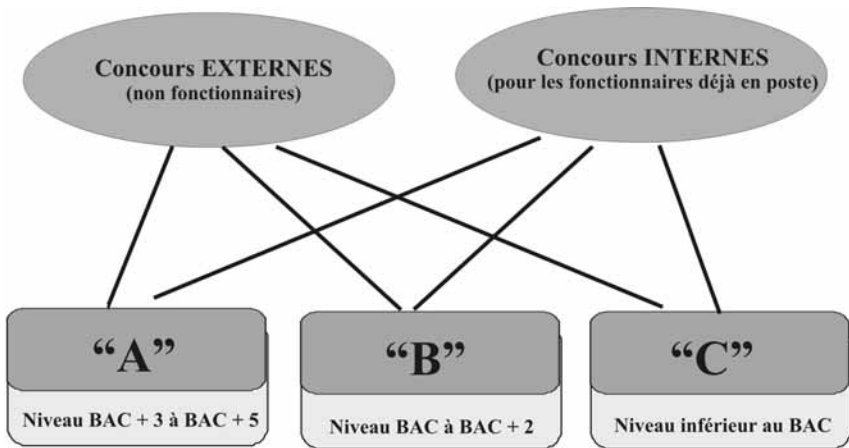 Concours EXTERNES
(non fonctionnaires)
Concours INTERNES
(pour les fonctionnaires déjà en poste)
“A”
Niveau BAC + 3 à BAC + 5
“B”
Niveau BAC à BAC + 2
“C”
Niveau inférieur au BAC